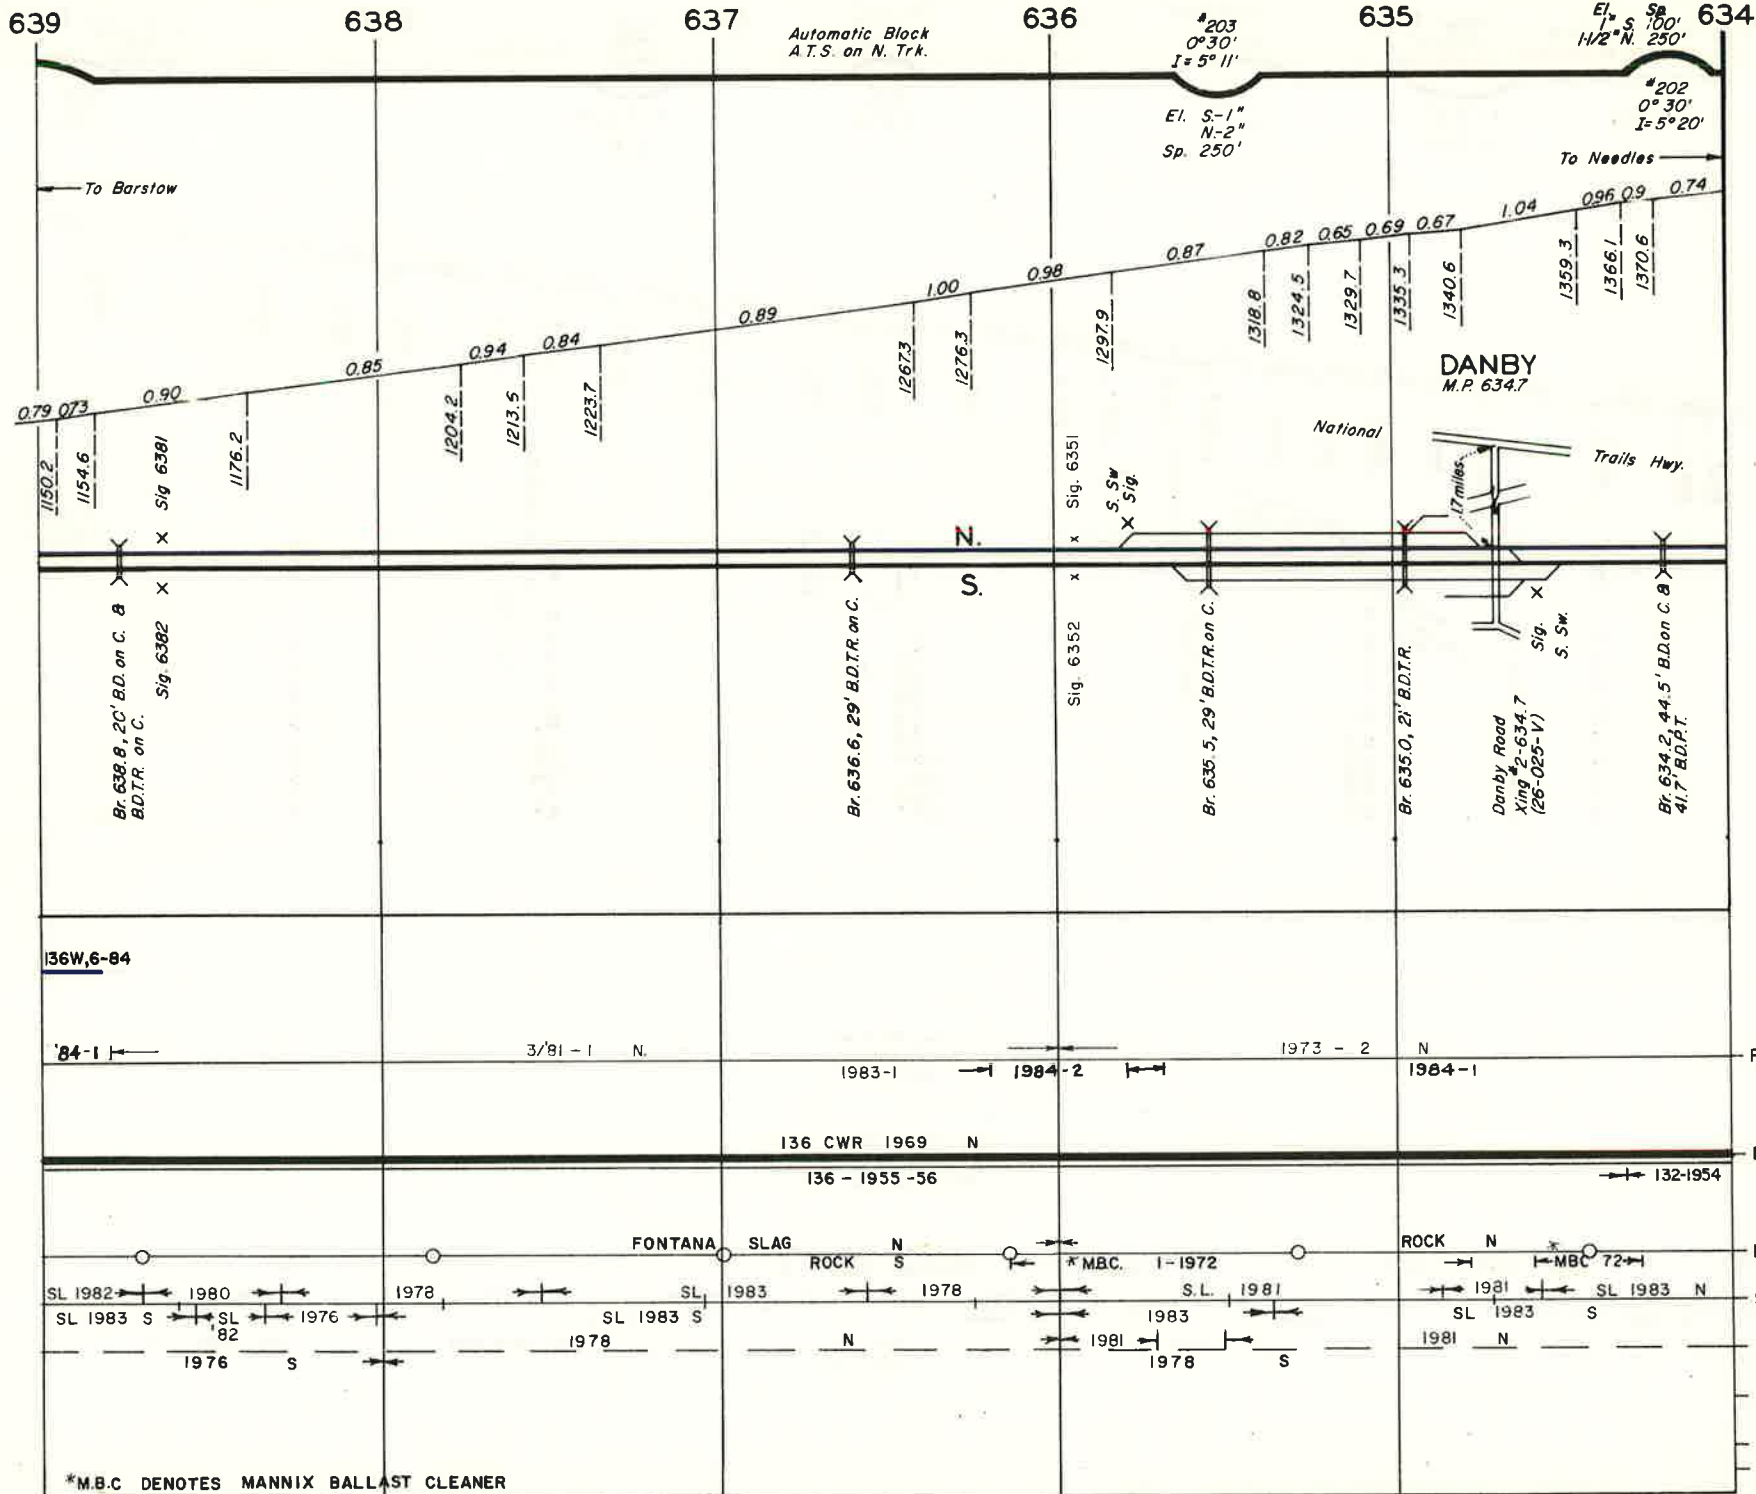 639 638 637 636 635 634
Automatic Block
A.T.S. on N. Trk.
#203
0°30'
I = 5° 11'
El. Sp.
1" S. 100'
1-1/2" N. 250'
El. S.-1"
N.-2"
Sp. 250'
#202
0° 30'
I= 5° 20'
To Barstow
To Needles
0.79 073 0.90 0.85 0.94 0.84 0.89 1.00 0.98 0.87 0.82 0.65 0.69 0.67 1.04 0.96 0.9 0.74
1150.2
1154.6
1176.2
1204.2
1213.5
1223.7
1267.3
1276.3
1297.9
1318.8
1324.5
1329.7
1335.3
1340.6
1359.3
1366.1
1370.6
DANBY
M.P. 634.7
National
Trails Hwy.
1.7 miles
Sig 6381
Sig. 6382
Sig. 6351
Sig. 6352
S. Sw
Sig.
N.
S.
Sig.
S. Sw.
Br. 638.8, 20' B.D. on C. &
B.D.T.R. on C.
Br. 636.6, 29' B.D.T.R. on C.
Br. 635.5, 29' B.D.T.R. on C.
Br. 635.0, 21' B.D.T.R.
Danby Road
Xing #2-634.7
(26-025-V)
Br. 634.2, 44.5' B.D. on C. &
41.7' B.D.P.T.
136W,6-84
'84-1 3/'81 - 1 N. 1973 - 2 N
1983-1 1984-2 1984-1
136 CWR 1969 N
136 - 1955 -56 132-1954
FONTANA SLAG N ROCK N
ROCK S *M.B.C. 1-1972 *MBC '72
SL 1982 1980 1978 SL 1983 1978 S.L. 1981 1981 SL 1983 N
SL 1983 S SL '82 1976 SL 1983 S 1983 SL 1983 S
1978 N 1981 1981 N
1976 S 1978 S
*M.B.C DENOTES MANNIX BALLAST CLEANER